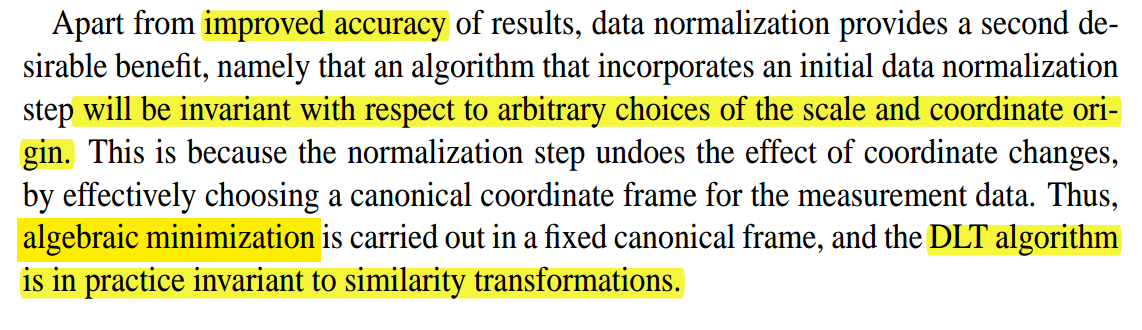 Apart from improved accuracy of results, data normalization provides a second de-
sirable benefit, namely that an algorithm that incorporates an initial data normalization
step will be invariant with respect to arbitrary choices of the scale and coordinate ori-
gin. This is because the normalization step undoes the effect of coordinate changes,
by effectively choosing a canonical coordinate frame for the measurement data. Thus,
algebraic minimization is carried out in a fixed canonical frame, and the DLT algorithm
is in practice invariant to similarity transformations.